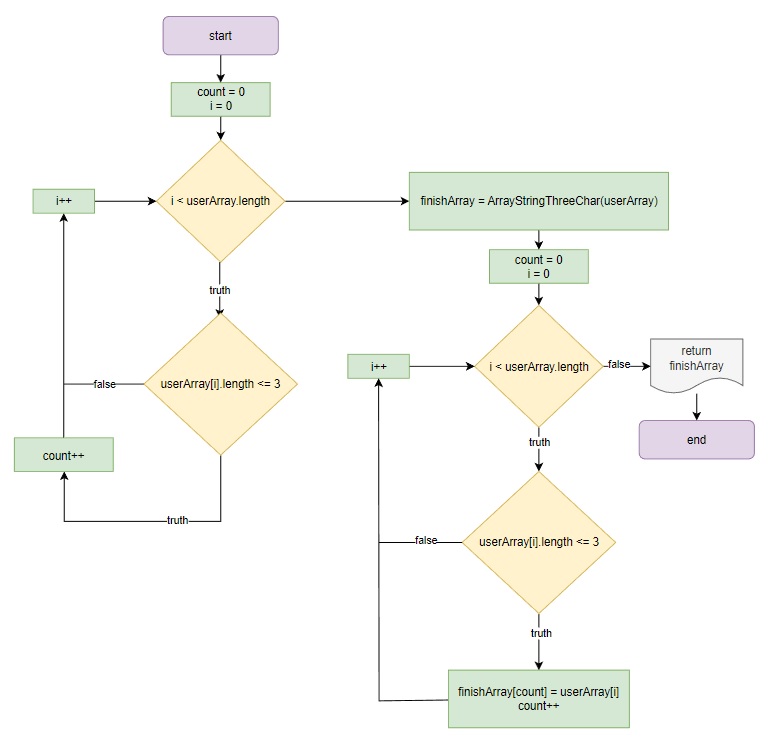 start
count = 0
i = 0
i < userArray.length
i++
truth
userArray[i].length <= 3
false
count++
truth
finishArray = ArrayStringThreeChar(userArray)
count = 0
i = 0
i < userArray.length
i++
false
return
finishArray
end
truth
userArray[i].length <= 3
false
truth
finishArray[count] = userArray[i]
count++